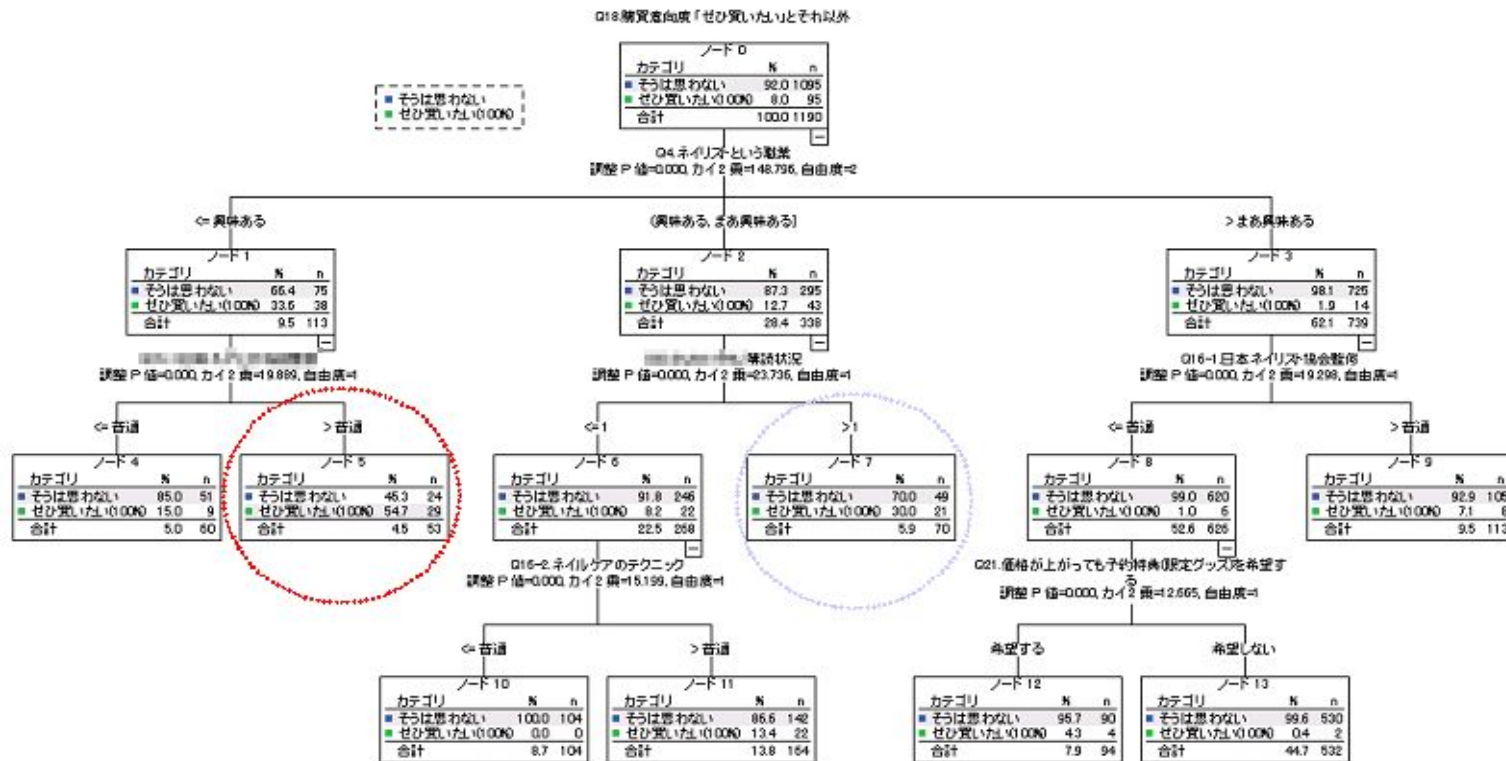 Q18.購買意向度「ぜひ買いたい」とそれ以外
ノード 0
カテゴリ % n
そうは思わない 92.0 1095
ぜひ買いたい(100%) 8.0 95
合計 100.0 1190
そうは思わない
ぜひ買いたい(100%)
Q4.ネイリストという職業
調整 P 値=0.000, カイ 2 乗=148.796, 自由度=2
<= 興味ある
(興味ある, まあ興味ある]
> まあ興味ある
ノード 1
カテゴリ % n
そうは思わない 66.4 75
ぜひ買いたい(100%) 33.6 38
合計 9.5 113
ノード 2
カテゴリ % n
そうは思わない 87.3 295
ぜひ買いたい(100%) 12.7 43
合計 28.4 338
ノード 3
カテゴリ % n
そうは思わない 98.1 725
ぜひ買いたい(100%) 1.9 14
合計 62.1 739
調整 P 値=0.000, カイ 2 乗=19.889, 自由度=1
購読状況
調整 P 値=0.000, カイ 2 乗=23.736, 自由度=1
Q16-1.日本ネイリスト協会監修
調整 P 値=0.000, カイ 2 乗=19.298, 自由度=1
<= 普通
> 普通
<=1
>1
<= 普通
> 普通
ノード 4
カテゴリ % n
そうは思わない 85.0 51
ぜひ買いたい(100%) 15.0 9
合計 5.0 60
ノード 5
カテゴリ % n
そうは思わない 45.3 24
ぜひ買いたい(100%) 54.7 29
合計 4.5 53
ノード 6
カテゴリ % n
そうは思わない 91.8 246
ぜひ買いたい(100%) 8.2 22
合計 22.5 268
ノード 7
カテゴリ % n
そうは思わない 70.0 49
ぜひ買いたい(100%) 30.0 21
合計 5.9 70
ノード 8
カテゴリ % n
そうは思わない 99.0 620
ぜひ買いたい(100%) 1.0 6
合計 52.6 626
ノード 9
カテゴリ % n
そうは思わない 92.9 105
ぜひ買いたい(100%) 7.1 8
合計 9.5 113
Q16-2.ネイルケアのテクニック
調整 P 値=0.000, カイ 2 乗=15.199, 自由度=1
Q21.価格が上がっても予約特典(限定グッズ)を希望す
る
調整 P 値=0.000, カイ 2 乗=12.665, 自由度=1
<= 普通
> 普通
希望する
希望しない
ノード 10
カテゴリ % n
そうは思わない 100.0 104
ぜひ買いたい(100%) 0.0 0
合計 8.7 104
ノード 11
カテゴリ % n
そうは思わない 86.6 142
ぜひ買いたい(100%) 13.4 22
合計 13.8 164
ノード 12
カテゴリ % n
そうは思わない 95.7 90
ぜひ買いたい(100%) 4.3 4
合計 7.9 94
ノード 13
カテゴリ % n
そうは思わない 99.6 530
ぜひ買いたい(100%) 0.4 2
合計 44.7 532